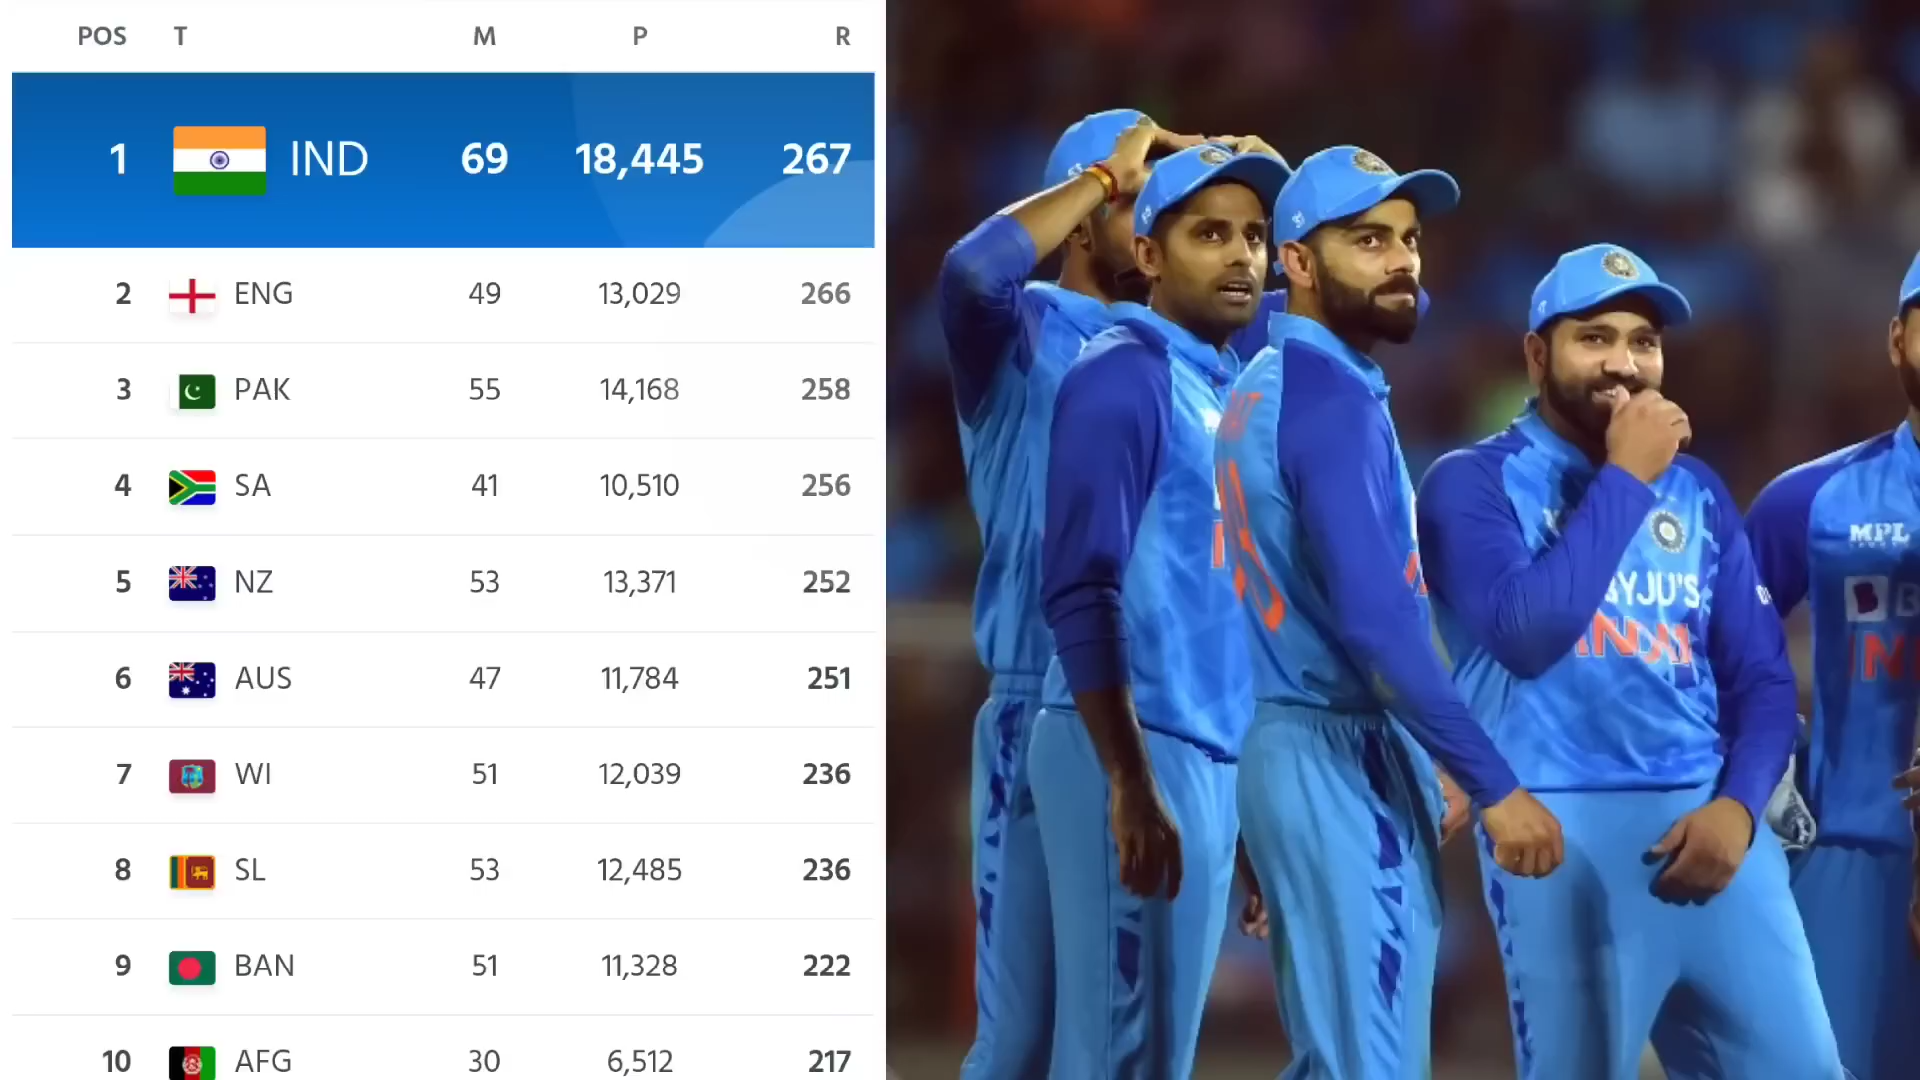 POS T M P R
1 IND 69 18,445 267
2 ENG 49 13,029 266
3 PAK 55 14,168 258
4 SA 41 10,510 256
5 NZ 53 13,371 252
6 AUS 47 11,784 251
7 WI 51 12,039 236
8 SL 53 12,485 236
9 BAN 51 11,328 222
10 AFG 30 6,512 217
BYJU'S
INDIA
MPL